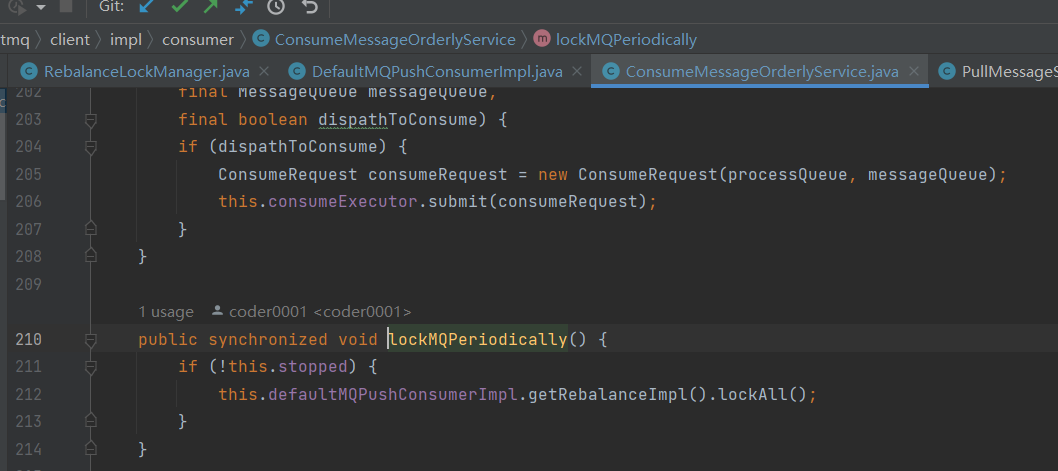 Git:
tmq client impl consumer ConsumeMessageOrderlyService lockMQPeriodically
RebalanceLockManager.java DefaultMQPushConsumerImpl.java ConsumeMessageOrderlyService.java PullMessageS
202 final MessageQueue messageQueue,
203 final boolean dispathToConsume) {
204 if (dispathToConsume) {
205 ConsumeRequest consumeRequest = new ConsumeRequest(processQueue, messageQueue);
206 this.consumeExecutor.submit(consumeRequest);
207 }
208 }
209
1 usage coder0001 <coder0001>
210 public synchronized void lockMQPeriodically() {
211 if (!this.stopped) {
212 this.defaultMQPushConsumerImpl.getRebalanceImpl().lockAll();
213 }
214 }